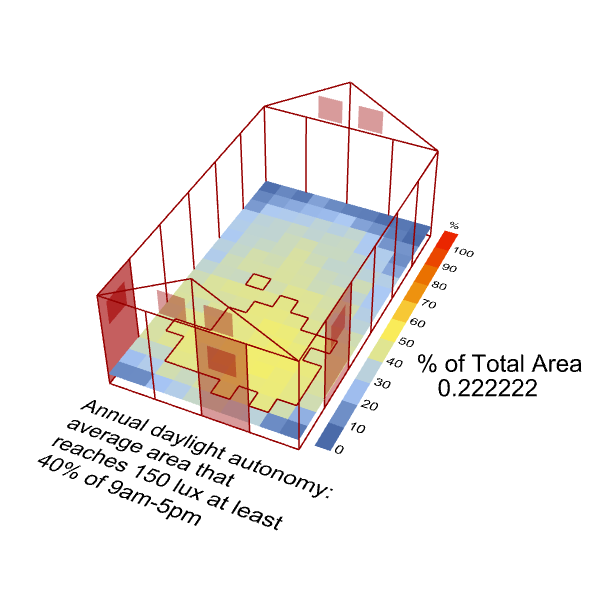 %
100
90
80
70
60
50
40
30
20
10
0
% of Total Area
0.222222
Annual daylight autonomy:
average area that
reaches 150 lux at least
40% of 9am-5pm